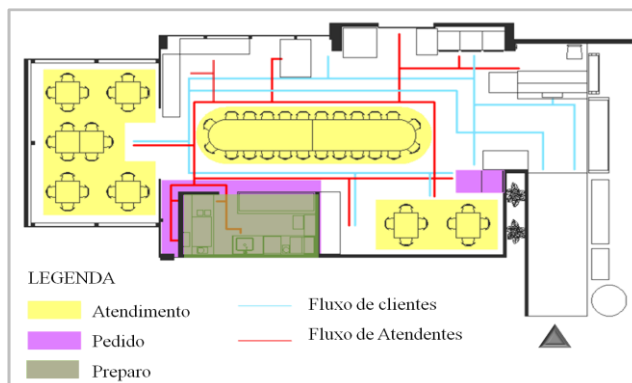 LEGENDA
Atendimento
Pedido
Preparo
Fluxo de clientes
Fluxo de Atendentes